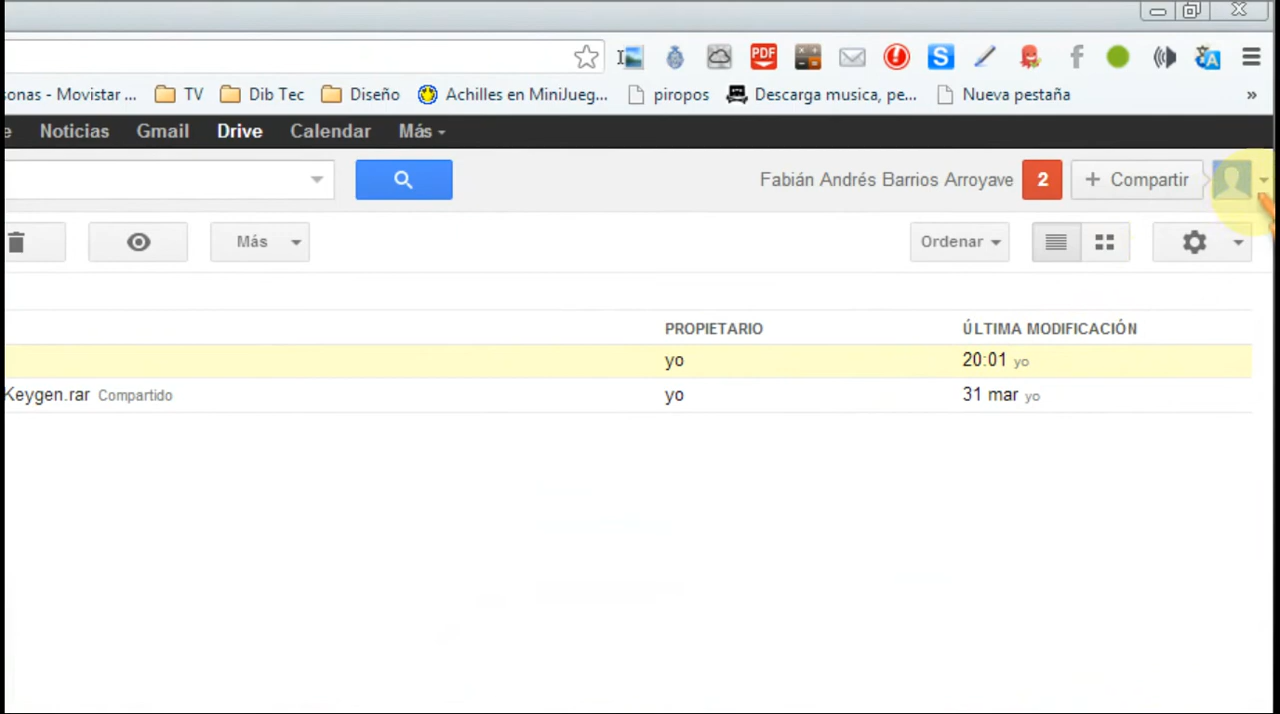 PDF
S
sonas - Movistar ... TV Dib Tec Diseño Achilles en MiniJueg... piropos Descarga musica, pe... Nueva pestaña »
e Noticias Gmail Drive Calendar Más
Fabián Andrés Barrios Arroyave 2 + Compartir
Más Ordenar
PROPIETARIO ÚLTIMA MODIFICACIÓN
yo 20:01 yo
Keygen.rar Compartido yo 31 mar yo